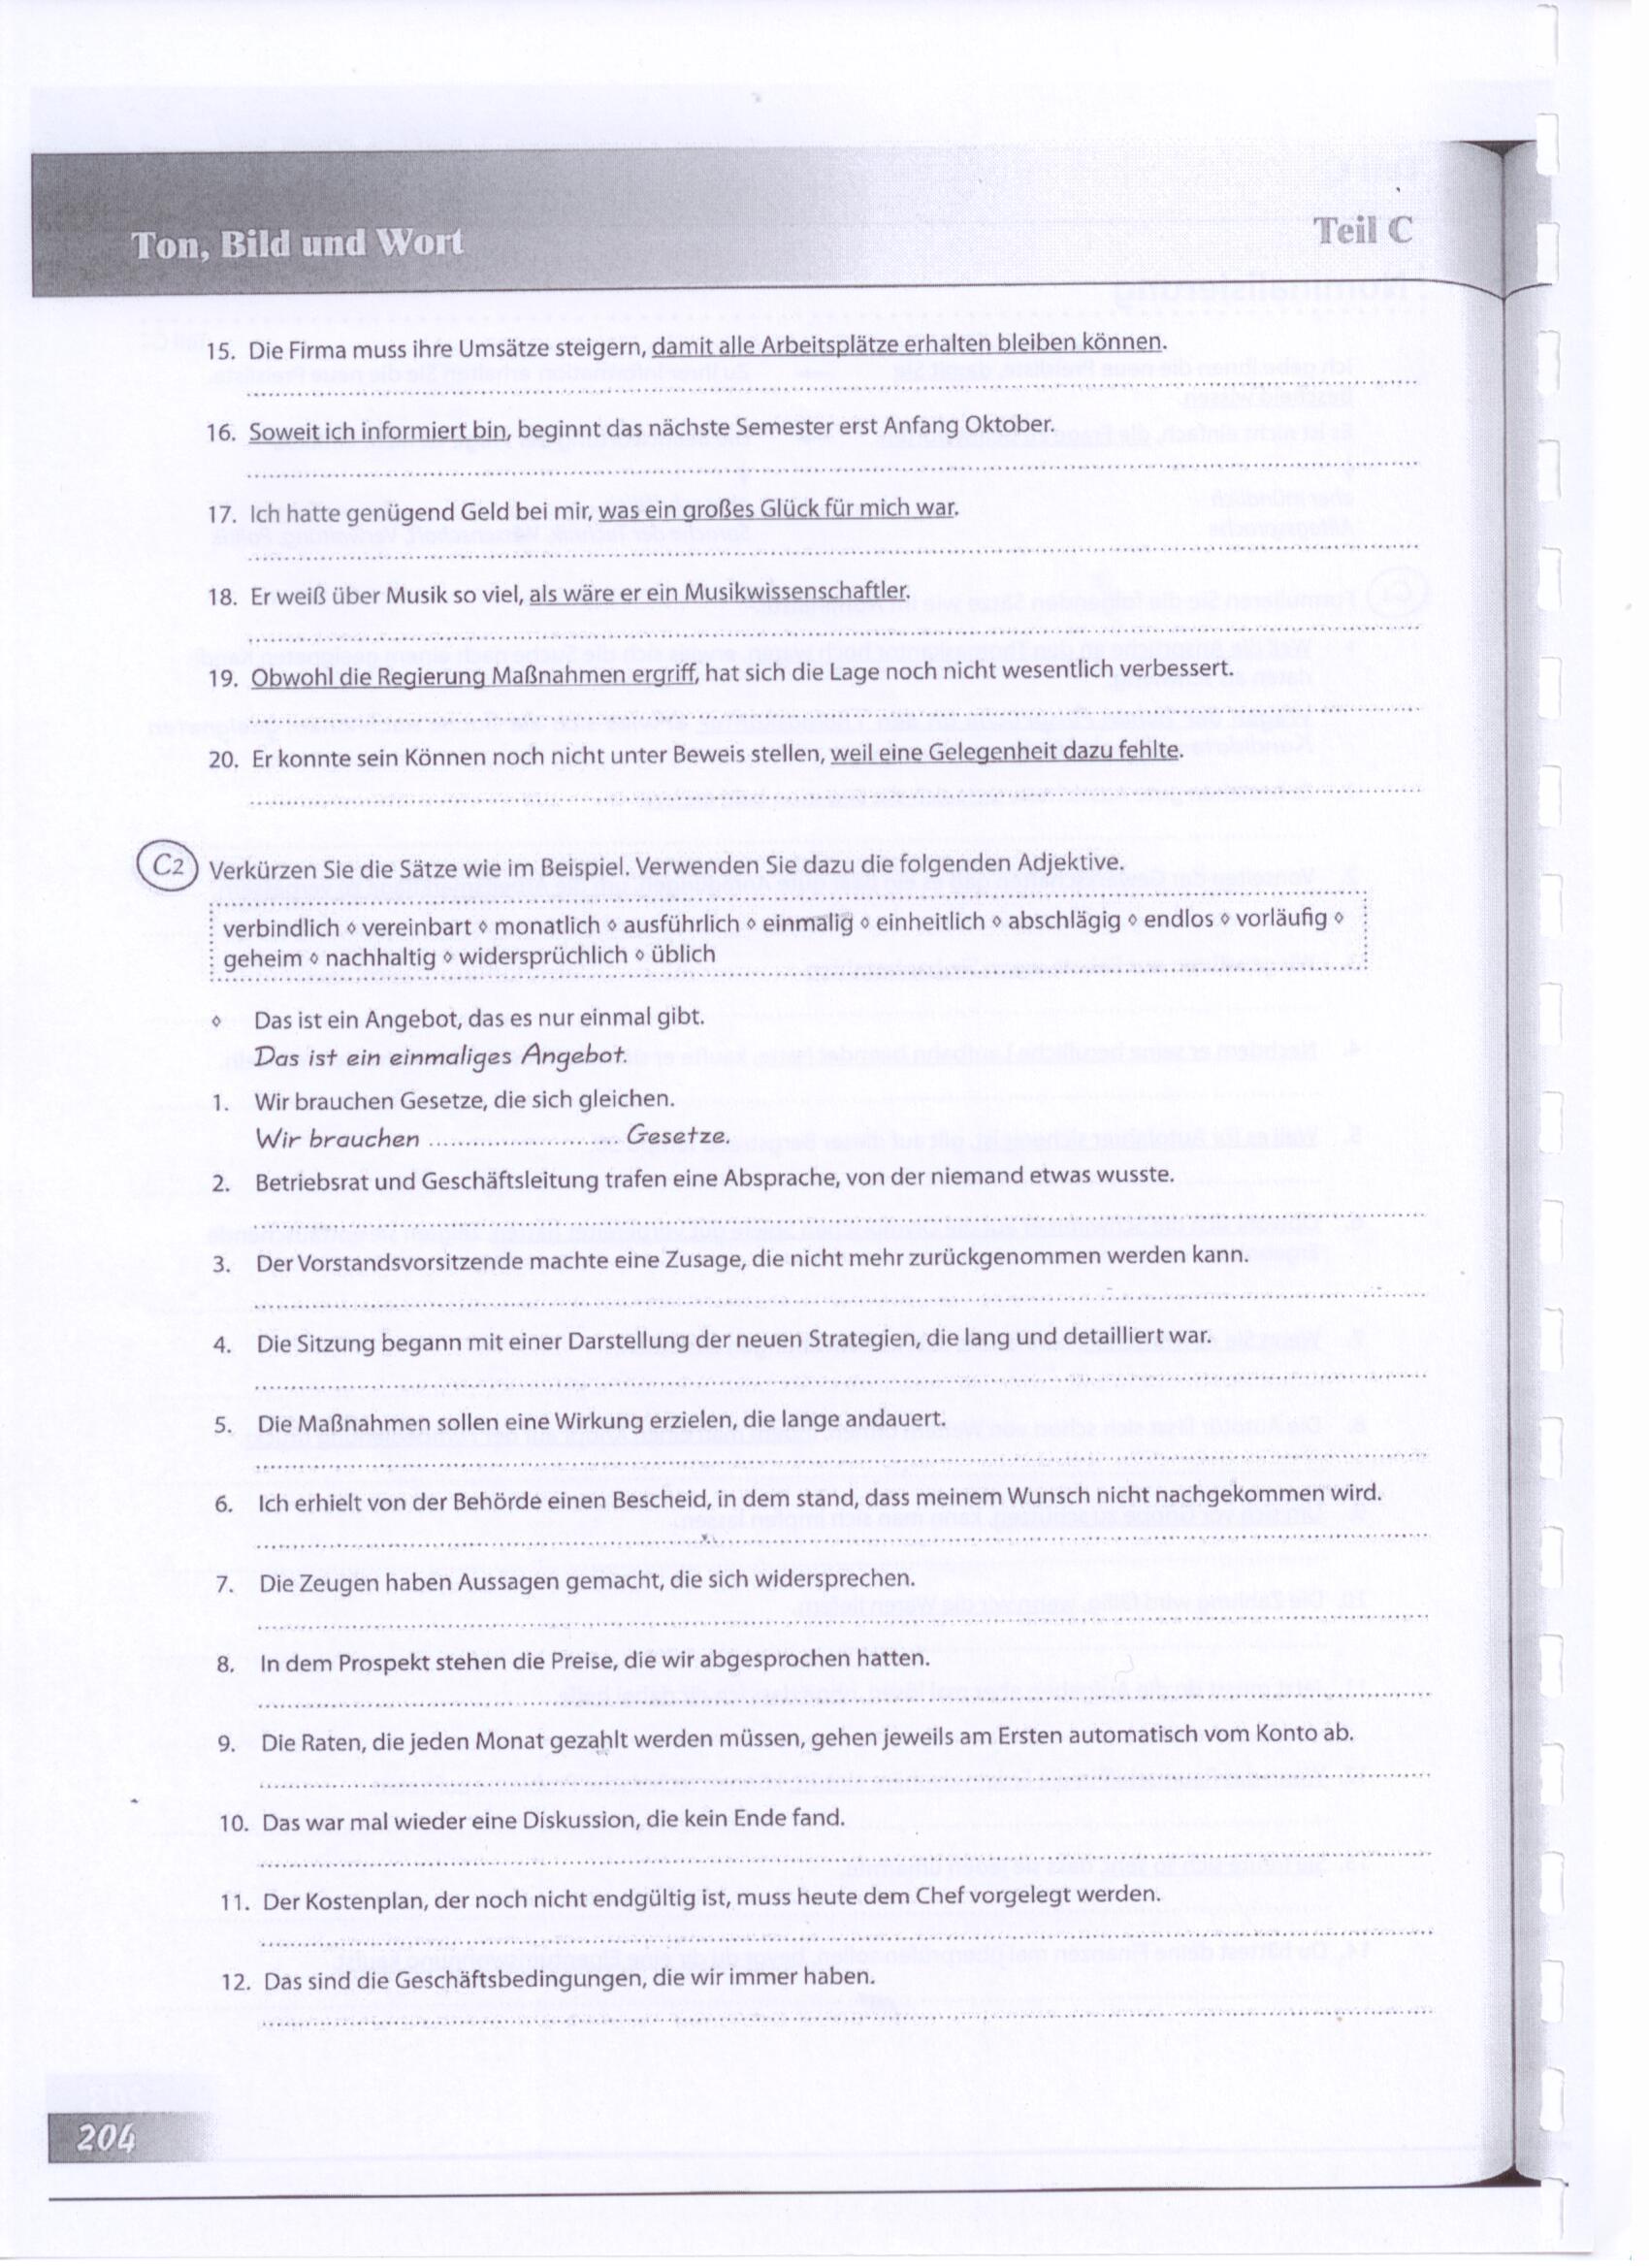 Ton, Bild und Wort
Teil C
15. Die Firma muss ihre Umsätze steigern, damit alle Arbeitsplätze erhalten bleiben können.
16. Soweit ich informiert bin, beginnt das nächste Semester erst Anfang Oktober.
17. Ich hatte genügend Geld bei mir, was ein großes Glück für mich war.
18. Er weiß über Musik so viel, als wäre er ein Musikwissenschaftler.
19. Obwohl die Regierung Maßnahmen ergriff, hat sich die Lage noch nicht wesentlich verbessert.
20. Er konnte sein Können noch nicht unter Beweis stellen, weil eine Gelegenheit dazu fehlte.
C2 Verkürzen Sie die Sätze wie im Beispiel. Verwenden Sie dazu die folgenden Adjektive.
verbindlich ◊ vereinbart ◊ monatlich ◊ ausführlich ◊ einmalig ◊ einheitlich ◊ abschlägig ◊ endlos ◊ vorläufig ◊
geheim ◊ nachhaltig ◊ widersprüchlich ◊ üblich
◊ Das ist ein Angebot, das es nur einmal gibt.
Das ist ein einmaliges Angebot.
1. Wir brauchen Gesetze, die sich gleichen.
Wir brauchen ........................ Gesetze.
2. Betriebsrat und Geschäftsleitung trafen eine Absprache, von der niemand etwas wusste.
3. Der Vorstandsvorsitzende machte eine Zusage, die nicht mehr zurückgenommen werden kann.
4. Die Sitzung begann mit einer Darstellung der neuen Strategien, die lang und detailliert war.
5. Die Maßnahmen sollen eine Wirkung erzielen, die lange andauert.
6. Ich erhielt von der Behörde einen Bescheid, in dem stand, dass meinem Wunsch nicht nachgekommen wird.
7. Die Zeugen haben Aussagen gemacht, die sich widersprechen.
8. In dem Prospekt stehen die Preise, die wir abgesprochen hatten.
9. Die Raten, die jeden Monat gezahlt werden müssen, gehen jeweils am Ersten automatisch vom Konto ab.
10. Das war mal wieder eine Diskussion, die kein Ende fand.
11. Der Kostenplan, der noch nicht endgültig ist, muss heute dem Chef vorgelegt werden.
12. Das sind die Geschäftsbedingungen, die wir immer haben.
204